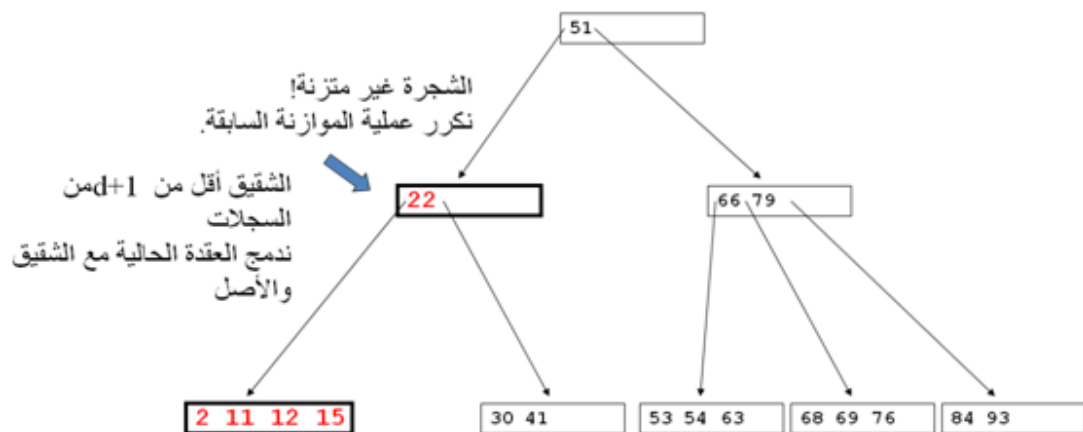 51
الشجرة غير متزنة!
نكرر عملية الموازنة السابقة.
الشقيق أقل من d+1من
السجلات
ندمج العقدة الحالية مع الشقيق
والأصل
22
66 79
2 11 12 15
30 41
53 54 63
68 69 76
84 93